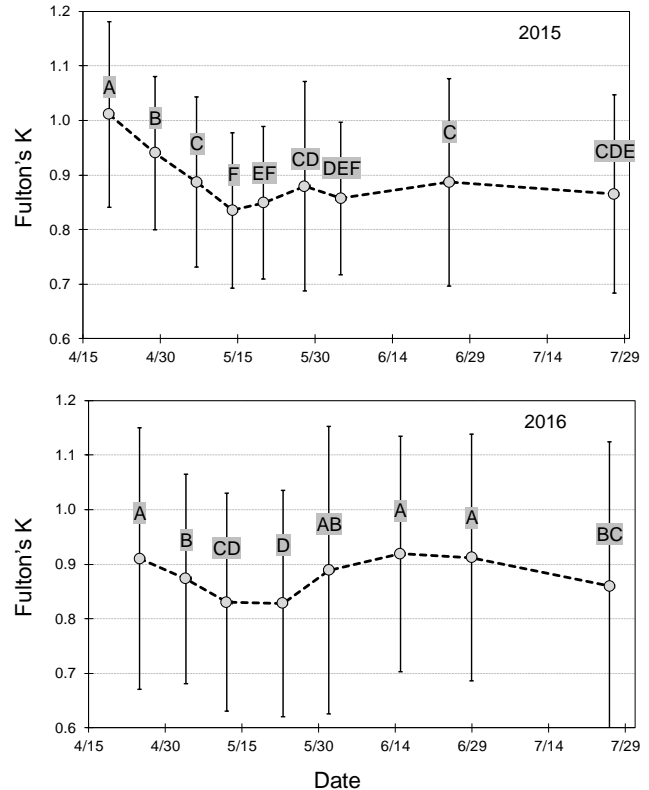 1.2
2015
1.1
A
B
1.0
C
C
CD
CDE
F
EF
DEF
0.9
0.8
0.7
0.6
Fulton's K
4/15
4/30
5/15
5/30
6/14
6/29
7/14
7/29
1.2
2016
1.1
1.0
A
A
A
AB
B
CD
D
BC
0.9
0.8
0.7
0.6
Fulton's K
4/15
4/30
5/15
5/30
6/14
6/29
7/14
7/29
Date